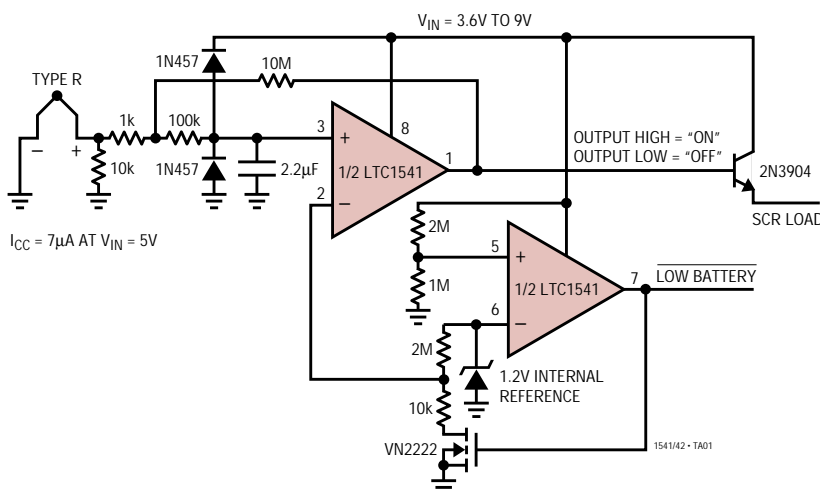 V_IN = 3.6V TO 9V
1N457
10M
TYPE R
1k
100k
3
+
8
OUTPUT HIGH = “ON”
OUTPUT LOW = “OFF”
−
+
10k
1N457
2.2µF
1/2 LTC1541
1
2N3904
2
−
SCR LOAD
I_CC = 7µA AT V_IN = 5V
2M
5
+
1M
1/2 LTC1541
7
LOW BATTERY
6
−
2M
1.2V INTERNAL
REFERENCE
10k
VN2222
1541/42 • TA01